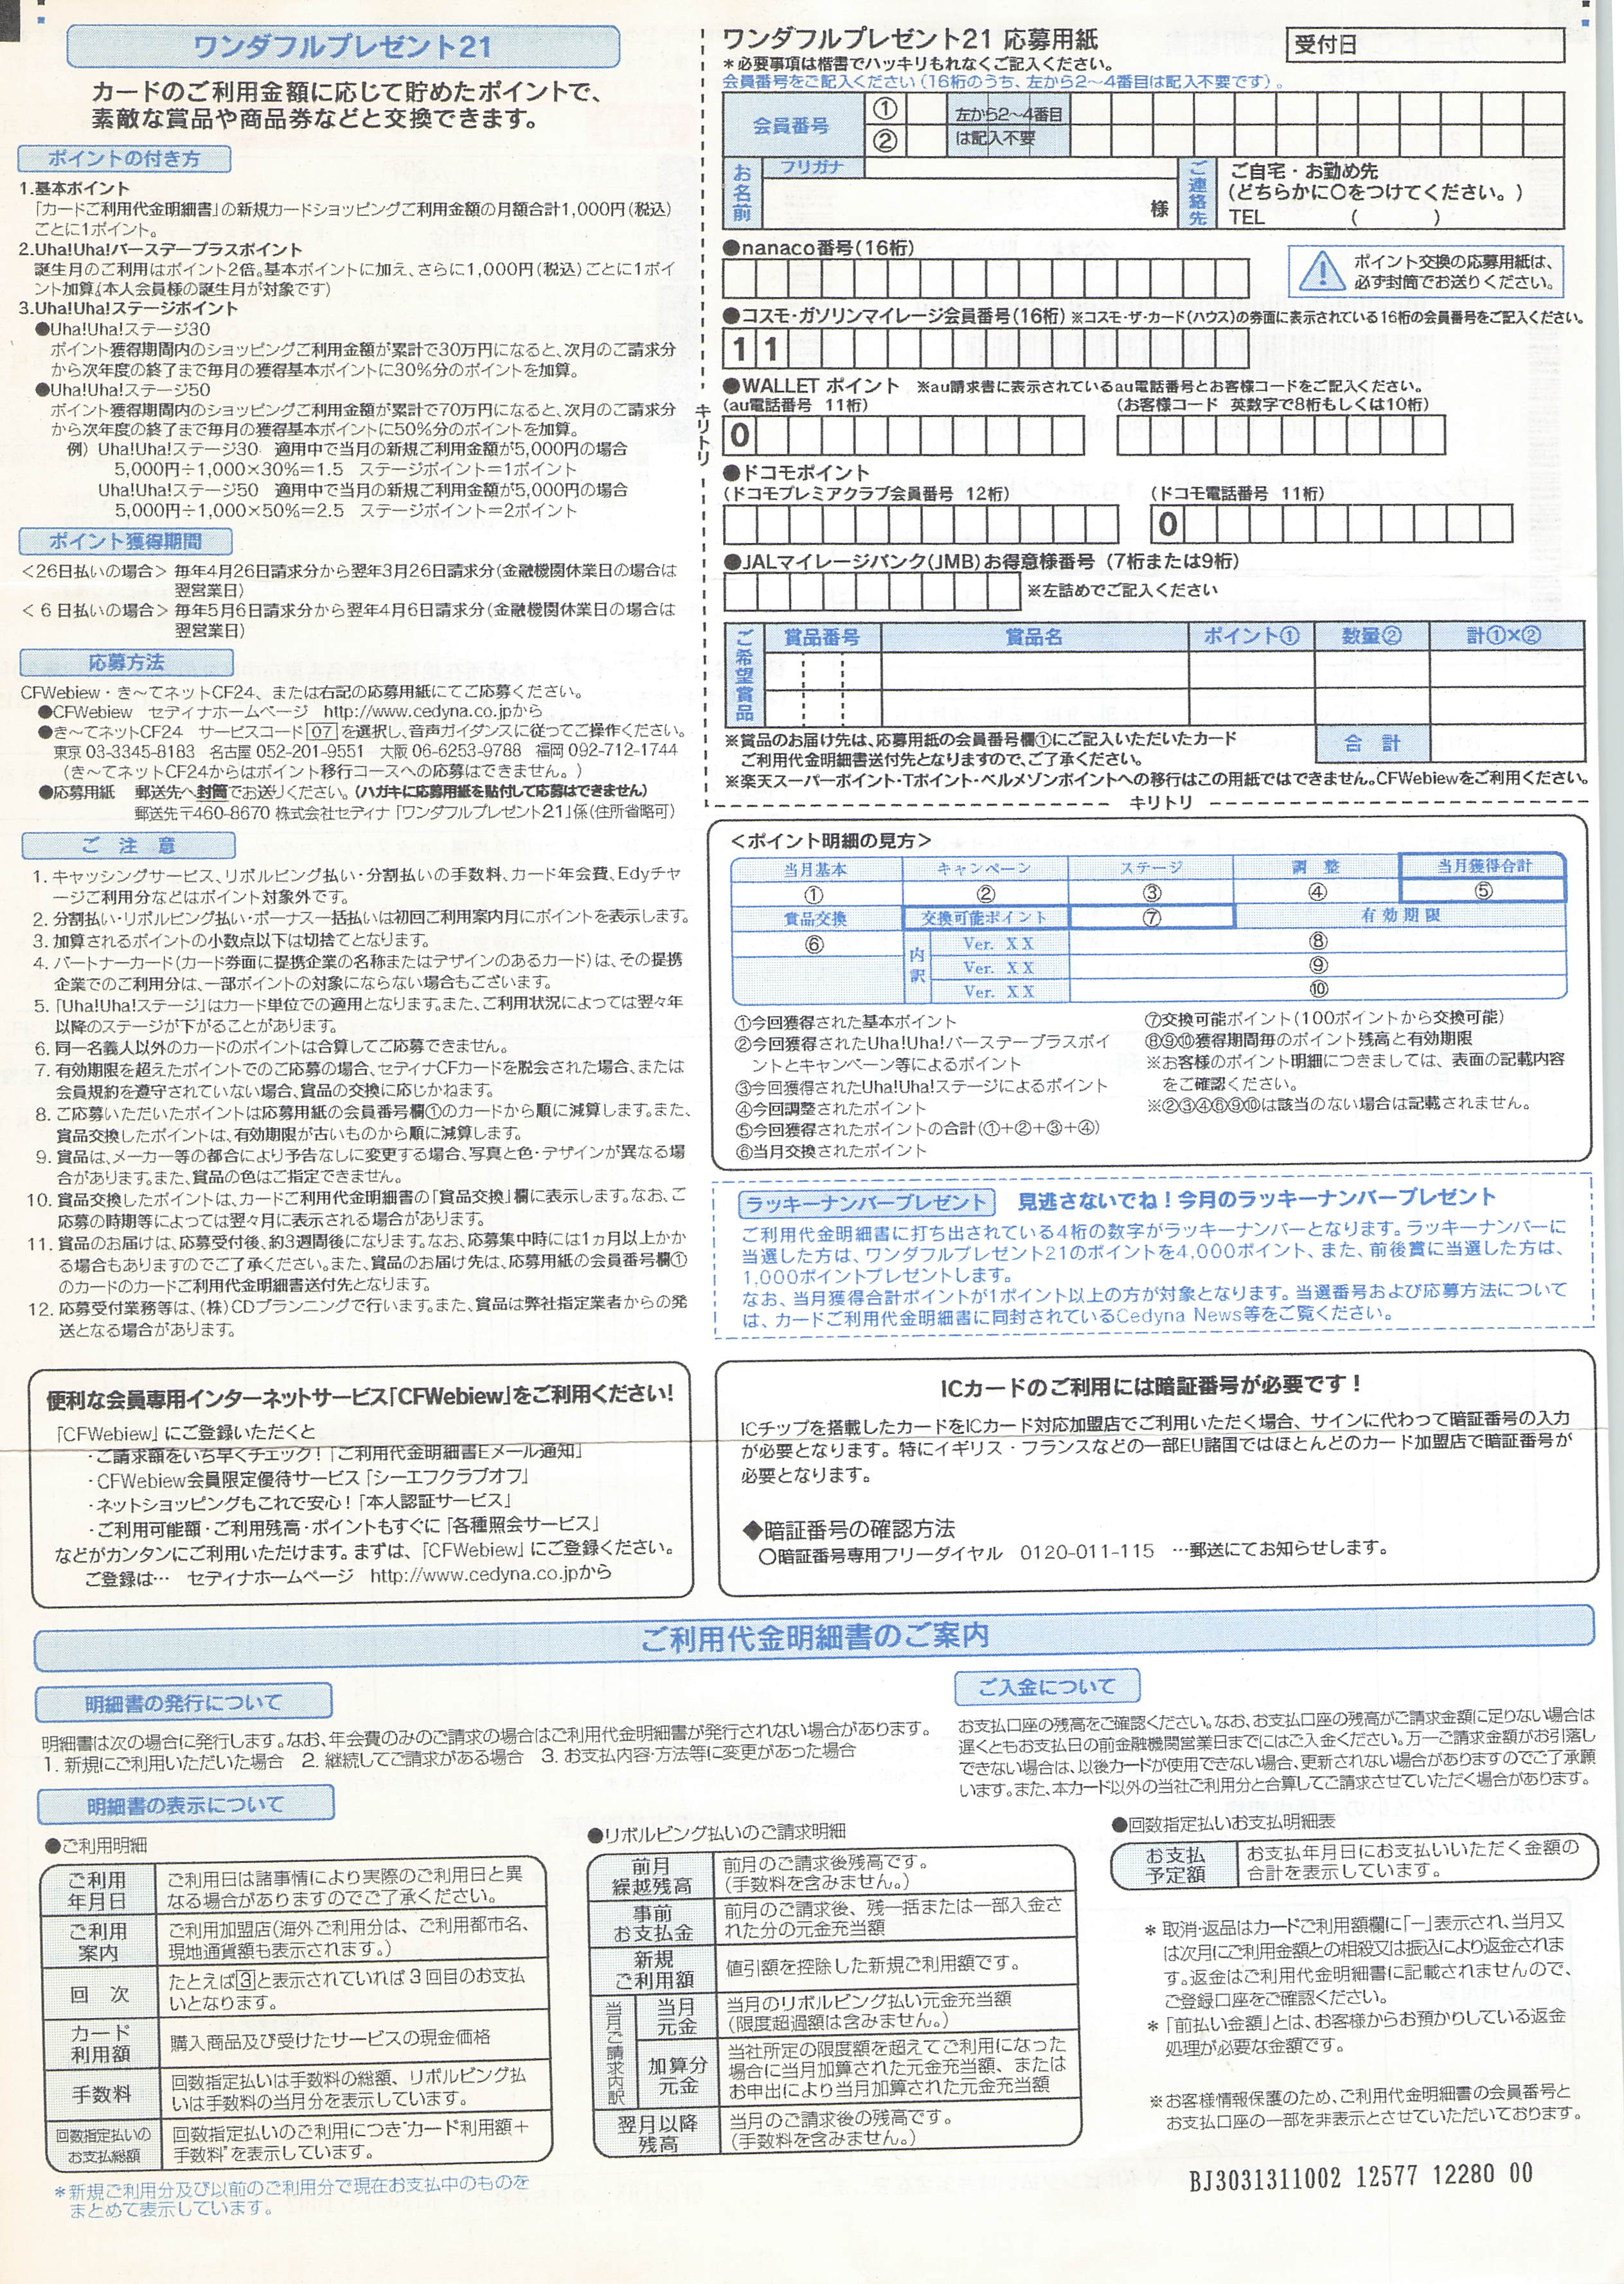 ワンダフルプレゼント21
カードのご利用金額に応じて貯めたポイントで、
素敵な賞品や商品券などと交換できます。
ポイントの付き方
1.基本ポイント
「カードご利用代金明細書」の新規カードショッピングご利用金額の月額合計1,000円(税込)
ごとに1ポイント。
2.Uha!Uha!バースデープラスポイント
誕生月のご利用はポイント2倍。基本ポイントに加え、さらに1,000円(税込)ごとに1ポイ
ント加算。(本人会員様の誕生月が対象です)
3.Uha!Uha!ステージポイント
●Uha!Uha!ステージ30
ポイント獲得期間内のショッピングご利用金額が累計で30万円になると、次月のご請求分
から次年度の終了まで毎月の獲得基本ポイントに30%分のポイントを加算。
●Uha!Uha!ステージ50
ポイント獲得期間内のショッピングご利用金額が累計で70万円になると、次月のご請求分
から次年度の終了まで毎月の獲得基本ポイントに50%分のポイントを加算。
例) Uha!Uha!ステージ30 適用中で当月の新規ご利用金額が5,000円の場合
5,000円÷1,000×30%=1.5 ステージポイント=1ポイント
Uha!Uha!ステージ50 適用中で当月の新規ご利用金額が5,000円の場合
5,000円÷1,000×50%=2.5 ステージポイント=2ポイント
ポイント獲得期間
<26日払いの場合> 毎年4月26日請求分から翌年3月26日請求分(金融機関休業日の場合は
翌営業日)
< 6 日払いの場合> 毎年5月6日請求分から翌年4月6日請求分(金融機関休業日の場合は
翌営業日)
応募方法
CFWebiew・き〜てネットCF24、または右記の応募用紙にてご応募ください。
●CFWebiew セディナホームページ http://www.cedyna.co.jpから
●き〜てネットCF24 サービスコード 07 を選択し、音声ガイダンスに従ってご操作ください。
東京 03-3345-8183 名古屋 052-201-9551 大阪 06-6253-9788 福岡 092-712-1744
(き〜てネットCF24からはポイント移行コースへの応募はできません。)
●応募用紙 郵送先へ封筒でお送りください。(ハガキに応募用紙を貼付して応募はできません)
郵送先〒460-8670 株式会社セディナ「ワンダフルプレゼント21」係(住所省略可)
ご 注 意
1. キャッシングサービス、リボルビング払い・分割払いの手数料、カード年会費、Edyチャ
ージご利用分などはポイント対象外です。
2. 分割払い・リボルビング払い・ボーナス一括払いは初回ご利用案内月にポイントを表示します。
3. 加算されるポイントの小数点以下は切捨てとなります。
4. パートナーカード(カード券面に提携企業の名称またはデザインのあるカード)は、その提携
企業でのご利用分は、一部ポイントの対象にならない場合もございます。
5. 「Uha!Uha!ステージ」はカード単位での適用となります。また、ご利用状況によっては翌々年
以降のステージが下がることがあります。
6. 同一名義人以外のカードのポイントは合算してご応募できません。
7. 有効期限を超えたポイントでのご応募の場合、セディナCFカードを脱会された場合、または
会員規約を遵守されていない場合、賞品の交換に応じかねます。
8. ご応募いただいたポイントは応募用紙の会員番号欄①のカードから順に減算します。また、
賞品交換したポイントは、有効期限が古いものから順に減算します。
9. 賞品は、メーカー等の都合により予告なしに変更する場合、写真と色・デザインが異なる場
合があります。また、賞品の色はご指定できません。
10. 賞品交換したポイントは、カードご利用代金明細書の「賞品交換」欄に表示します。なお、ご
応募の時期等によっては翌々月に表示される場合があります。
11. 賞品のお届けは、応募受付後、約3週間後になります。なお、応募集中時には1ヵ月以上かか
る場合もありますのでご了承ください。また、賞品のお届け先は、応募用紙の会員番号欄①
のカードのカードご利用代金明細書送付先となります。
12. 応募受付業務等は、(株)CDプランニングで行います。また、賞品は弊社指定業者からの発
送となる場合があります。
キリトリ
ワンダフルプレゼント21 応募用紙
受付日
*必要事項は楷書でハッキリもれなくご記入ください。
会員番号をご記入ください(16桁のうち、左から2〜4番目は記入不要です)。
会員番号
① 左から2〜4番目
② は記入不要
お名前
フリガナ
様
ご連絡先
ご自宅・お勤め先
(どちらかに○をつけてください。)
TEL ( )
●nanaco番号(16桁)
ポイント交換の応募用紙は、
必ず封筒でお送りください。
●コスモ・ガソリンマイレージ会員番号(16桁) ※コスモ・ザ・カード(ハウス)の券面に表示されている16桁の会員番号をご記入ください。
1 1
●WALLET ポイント ※au請求書に表示されているau電話番号とお客様コードをご記入ください。
(au電話番号 11桁) (お客様コード 英数字で8桁もしくは10桁)
0
●ドコモポイント
(ドコモプレミアクラブ会員番号 12桁) (ドコモ電話番号 11桁)
0
●JALマイレージバンク(JMB)お得意様番号 (7桁または9桁)
※左詰めでご記入ください
ご希望賞品
賞品番号 賞品名 ポイント① 数量② 計①×②
合 計
※賞品のお届け先は、応募用紙の会員番号欄①にご記入いただいたカード
ご利用代金明細書送付先となりますので、ご了承ください。
※楽天スーパーポイント・Tポイント・ベルメゾンポイントへの移行はこの用紙ではできません。CFWebiewをご利用ください。
キリトリ
<ポイント明細の見方>
当月基本 キャンペーン ステージ 調 整 当月獲得合計
① ② ③ ④ ⑤
賞品交換 交換可能ポイント ⑦ 有効期限
⑥ 内訳 Ver. XX ⑧
Ver. XX ⑨
Ver. XX ⑩
①今回獲得された基本ポイント
②今回獲得されたUha!Uha!バースデープラスポイ
ントとキャンペーン等によるポイント
③今回獲得されたUha!Uha!ステージによるポイント
④今回調整されたポイント
⑤今回獲得されたポイントの合計(①+②+③+④)
⑥当月交換されたポイント
⑦交換可能ポイント(100ポイントから交換可能)
⑧⑨⑩獲得期間毎のポイント残高と有効期限
※お客様のポイント明細につきましては、表面の記載内容
をご確認ください。
※②③④⑥⑨⑩は該当のない場合は記載されません。
ラッキーナンバープレゼント 見逃さないでね!今月のラッキーナンバープレゼント
ご利用代金明細書に打ち出されている4桁の数字がラッキーナンバーとなります。ラッキーナンバーに
当選した方は、ワンダフルプレゼント21のポイントを4,000ポイント、また、前後賞に当選した方は、
1,000ポイントプレゼントします。
なお、当月獲得合計ポイントが1ポイント以上の方が対象となります。当選番号および応募方法について
は、カードご利用代金明細書に同封されているCedyna News等をご覧ください。
便利な会員専用インターネットサービス「CFWebiew」をご利用ください!
「CFWebiew」にご登録いただくと
・ご請求額をいち早くチェック!「ご利用代金明細書Eメール通知」
・CFWebiew会員限定優待サービス「シーエフクラブオフ」
・ネットショッピングもこれで安心!「本人認証サービス」
・ご利用可能額・ご利用残高・ポイントもすぐに「各種照会サービス」
などがカンタンにご利用いただけます。まずは、「CFWebiew」にご登録ください。
ご登録は… セディナホームページ http://www.cedyna.co.jpから
ICカードのご利用には暗証番号が必要です!
ICチップを搭載したカードをICカード対応加盟店でご利用いただく場合、サインに代わって暗証番号の入力
が必要となります。特にイギリス・フランスなどの一部EU諸国ではほとんどのカード加盟店で暗証番号が
必要となります。
◆暗証番号の確認方法
○暗証番号専用フリーダイヤル 0120-011-115 …郵送にてお知らせします。
ご利用代金明細書のご案内
明細書の発行について
明細書は次の場合に発行します。なお、年会費のみのご請求の場合はご利用代金明細書が発行されない場合があります。
1. 新規にご利用いただいた場合 2. 継続してご請求がある場合 3. お支払内容・方法等に変更があった場合
ご入金について
お支払口座の残高をご確認ください。なお、お支払口座の残高がご請求金額に足りない場合は
遅くともお支払日の前金融機関営業日までにはご入金ください。万一ご請求金額がお引落し
できない場合は、以後カードが使用できない場合、更新されない場合がありますのでご了承願
います。また、本カード以外の当社ご利用分と合算してご請求させていただく場合があります。
明細書の表示について
●ご利用明細
ご利用年月日
ご利用日は諸事情により実際のご利用日と異
なる場合がありますのでご了承ください。
ご利用案内
ご利用加盟店(海外ご利用分は、ご利用都市名、
現地通貨額も表示されます。)
回 次
たとえば3と表示されていれば3回目のお支払
いとなります。
カード利用額
購入商品及び受けたサービスの現金価格
手数料
回数指定払いは手数料の総額、リボルビング払
いは手数料の当月分を表示しています。
回数指定払いのお支払総額
回数指定払いのご利用につき"カード利用額+
手数料"を表示しています。
*新規ご利用分及び以前のご利用分で現在お支払中のものを
まとめて表示しています。
●リボルビング払いのご請求明細
前月繰越残高
前月のご請求後残高です。
(手数料を含みません。)
事前お支払金
前月のご請求後、残一括または一部入金さ
れた分の元金充当額
新規ご利用額
値引額を控除した新規ご利用額です。
当月ご請求内訳
当月元金
当月のリボルビング払い元金充当額
(限度超過額は含みません。)
加算分元金
当社所定の限度額を超えてご利用になった
場合に当月加算された元金充当額、または
お申出により当月加算された元金充当額
翌月以降残高
当月のご請求後の残高です。
(手数料を含みません。)
●回数指定払いお支払明細表
お支払予定額
お支払年月日にお支払いいただく金額の
合計を表示しています。
* 取消・返品はカードご利用額欄に「−」表示され、当月又
は次月にご利用金額との相殺又は振込により返金されま
す。返金はご利用代金明細書に記載されませんので、
ご登録口座をご確認ください。
* 「前払い金額」とは、お客様からお預かりしている返金
処理が必要な金額です。
※お客様情報保護のため、ご利用代金明細書の会員番号と
お支払口座の一部を非表示とさせていただいております。
BJ3031311002 12577 12280 00